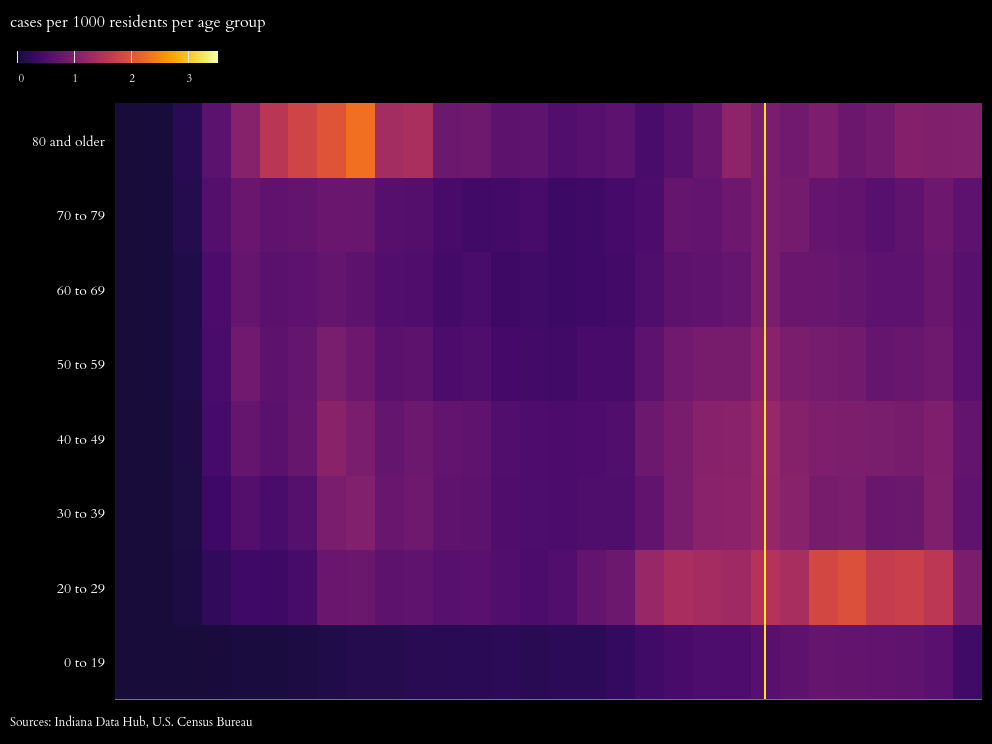 cases per 1000 residents per age group
0 1 2 3
80 and older
70 to 79
60 to 69
50 to 59
40 to 49
30 to 39
20 to 29
0 to 19
Sources: Indiana Data Hub, U.S. Census Bureau